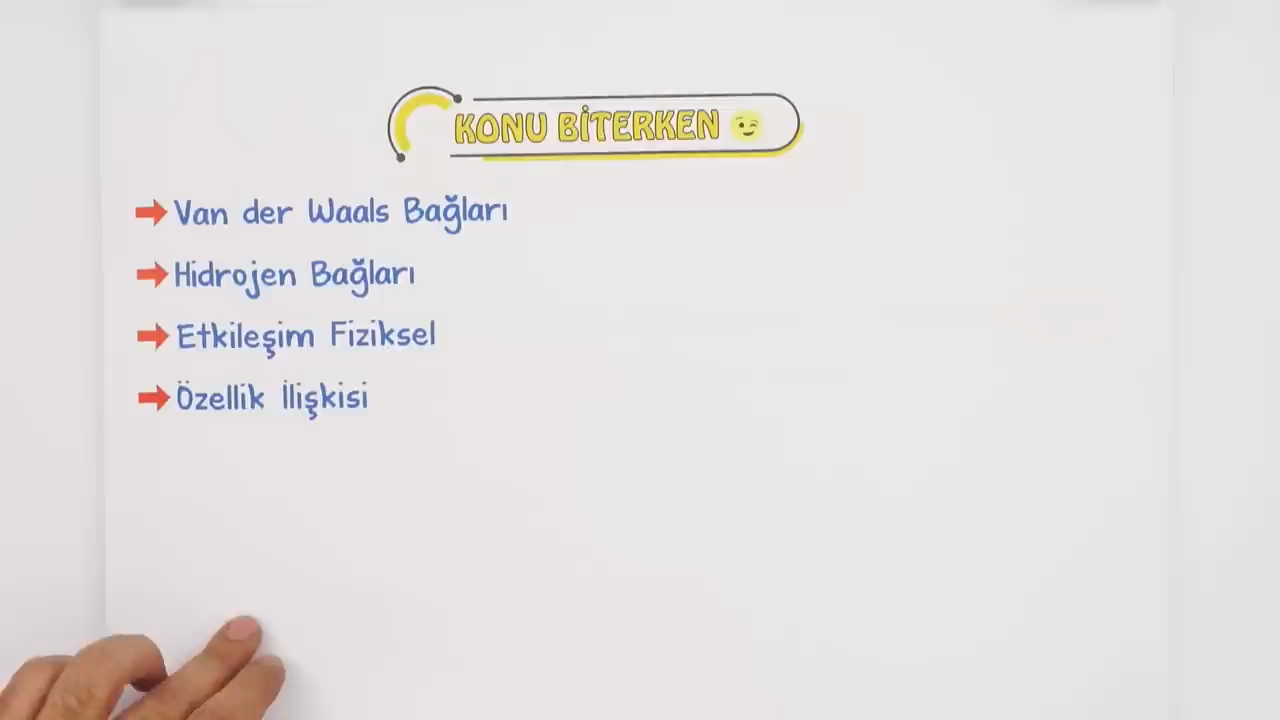 KONU BİTERKEN
Van der Waals Bağları
Hidrojen Bağları
Etkileşim Fiziksel
Özellik İlişkisi